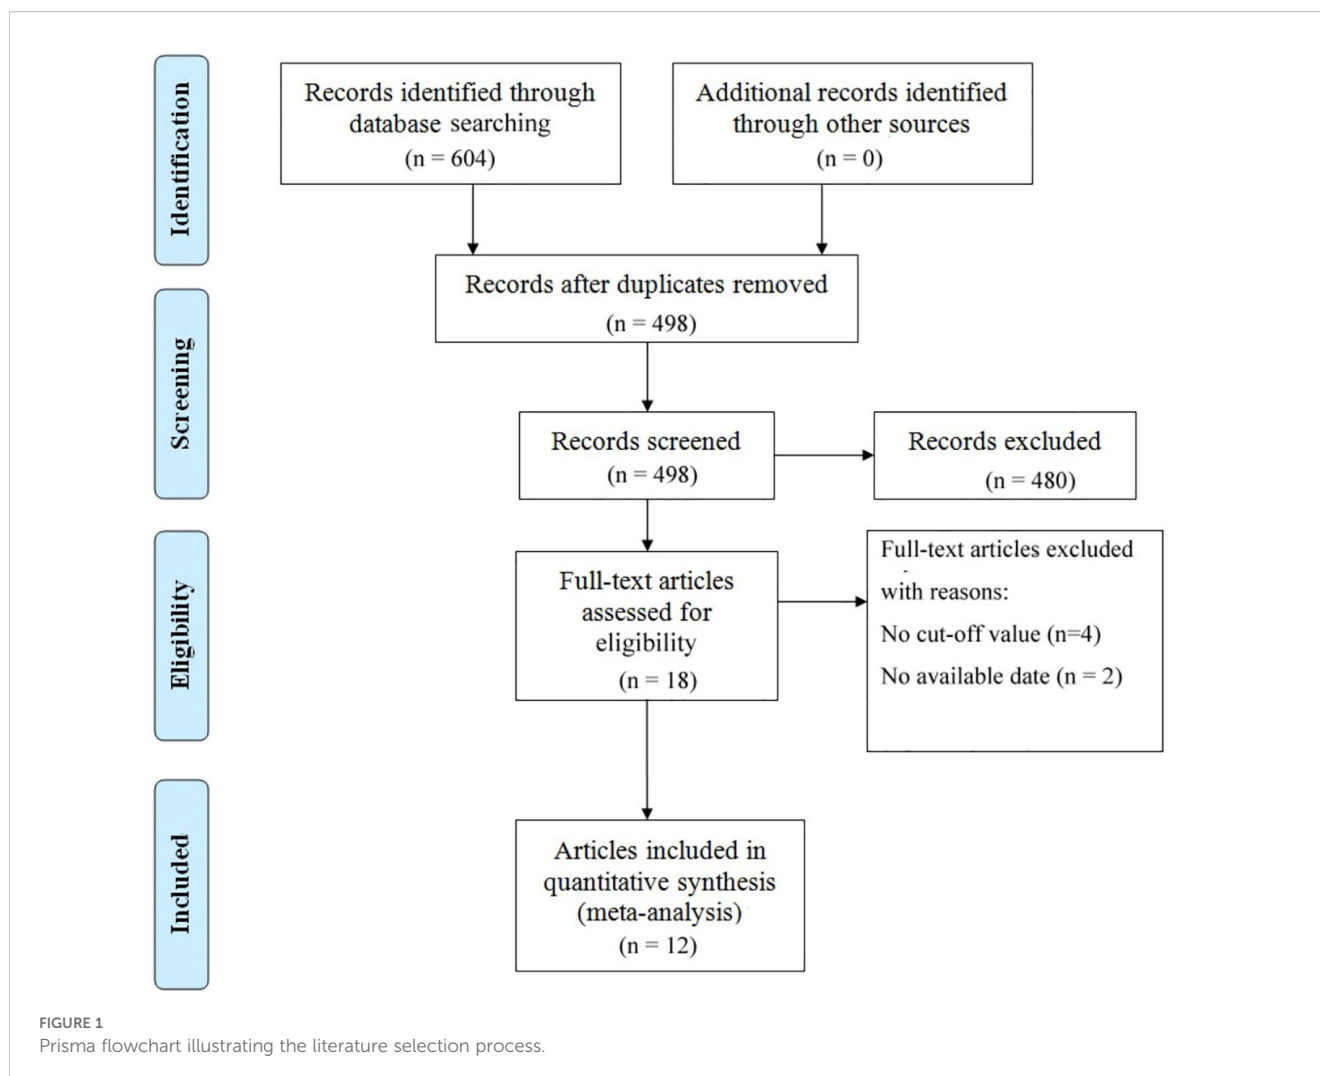 Identification
Records identified through
database searching
(n = 604)
Additional records identified
through other sources
(n = 0)
Records after duplicates removed
(n = 498)
Screening
Records screened
(n = 498)
Records excluded
(n = 480)
Eligibility
Full-text articles
assessed for
eligibility
(n = 18)
Full-text articles excluded
with reasons:
No cut-off value (n=4)
No available date (n = 2)
Included
Articles included in
quantitative synthesis
(meta-analysis)
(n = 12)
FIGURE 1
Prisma flowchart illustrating the literature selection process.